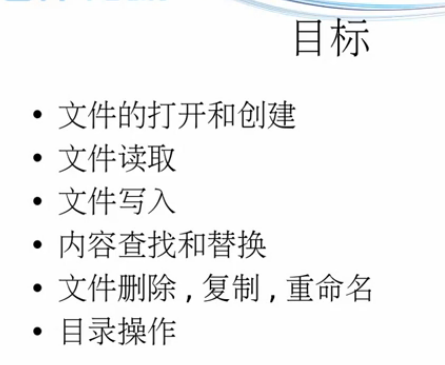 目标
• 文件的打开和创建
• 文件读取
• 文件写入
• 内容查找和替换
• 文件删除，复制，重命名
• 目录操作